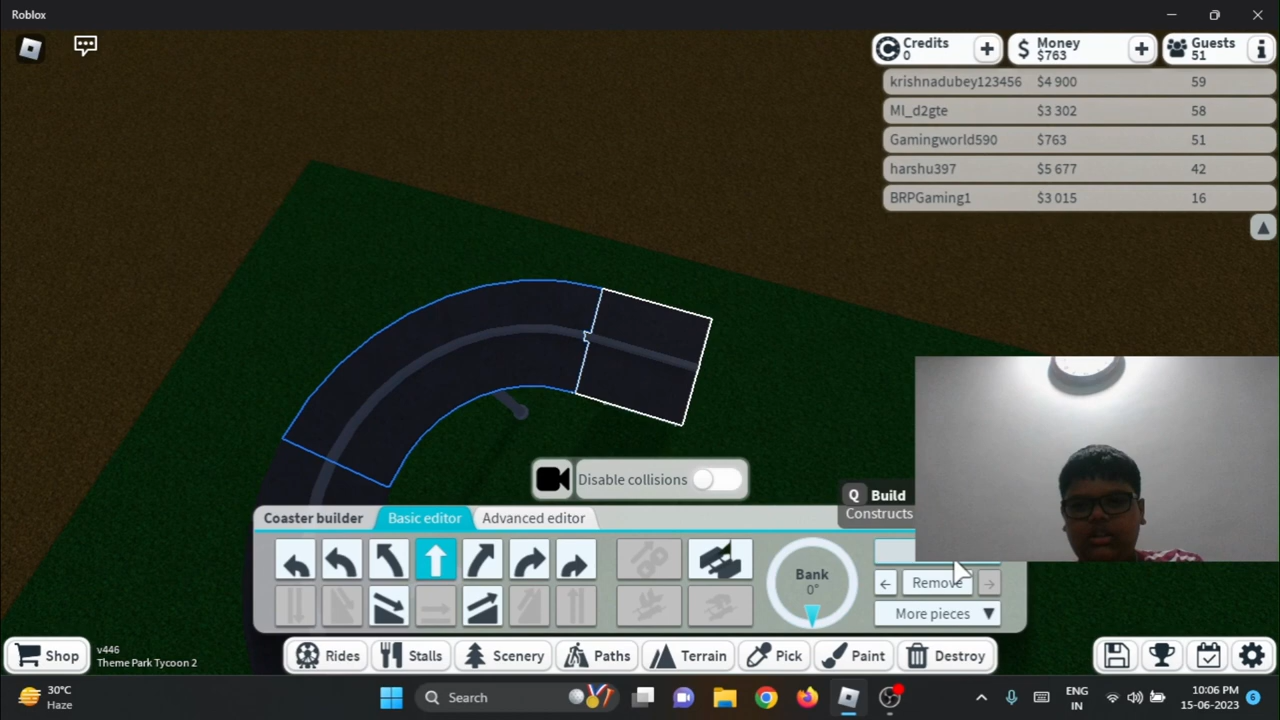 Roblox
Credits
0
Money
$763
Guests
51
krishnadubey123456 $4 900 59
Ml_d2gte $3 302 58
Gamingworld590 $763 51
harshu397 $5 677 42
BRPGaming1 $3 015 16
Disable collisions
Q Build
Constructs
Coaster builder Basic editor Advanced editor
Bank
0°
Remove
More pieces
Shop
v446
Theme Park Tycoon 2
Rides Stalls Scenery Paths Terrain Pick Paint Destroy
30°C
Haze
Search
ENG
IN
10:06 PM
15-06-2023
6